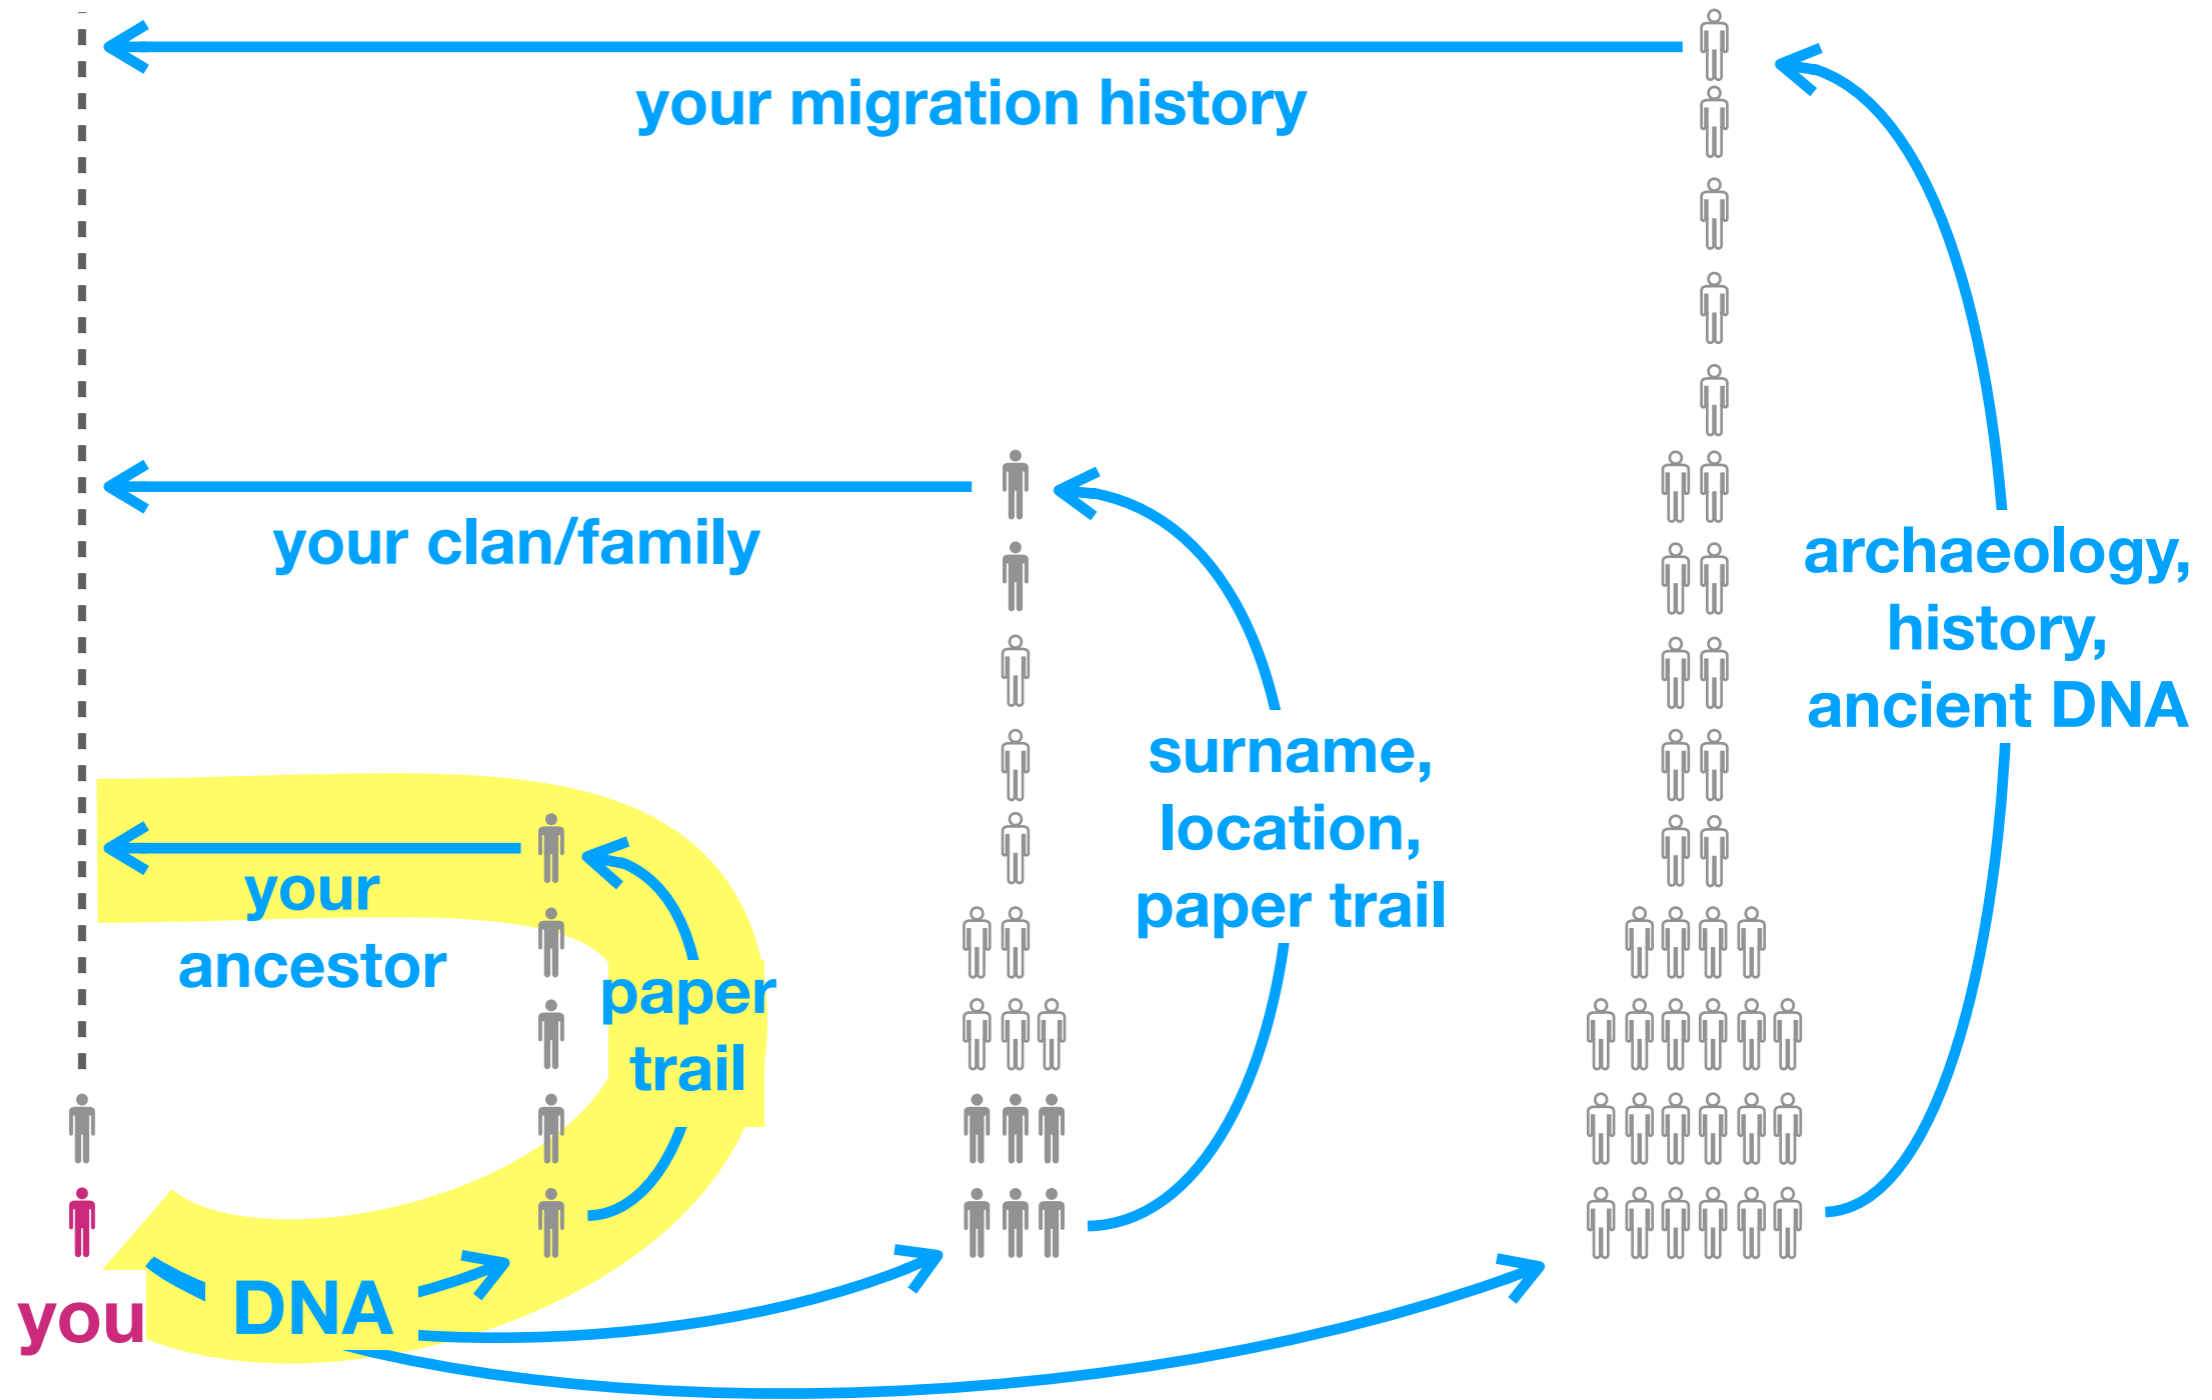 your migration history
your clan/family
archaeology,
history,
ancient DNA
surname,
location,
paper trail
your
ancestor
paper
trail
you
DNA